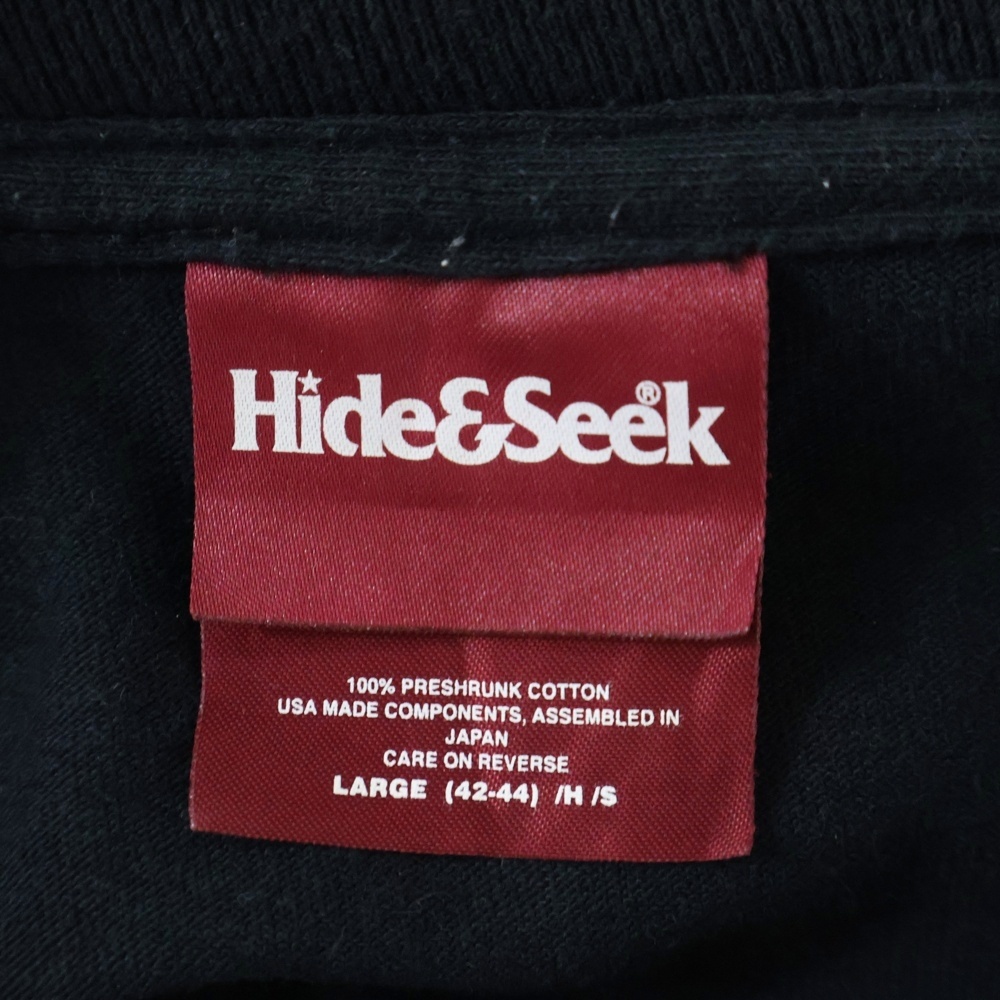 Hide&Seek®
100% PRESHRUNK COTTON
USA MADE COMPONENTS, ASSEMBLED IN
JAPAN
CARE ON REVERSE
LARGE (42-44) /H /S